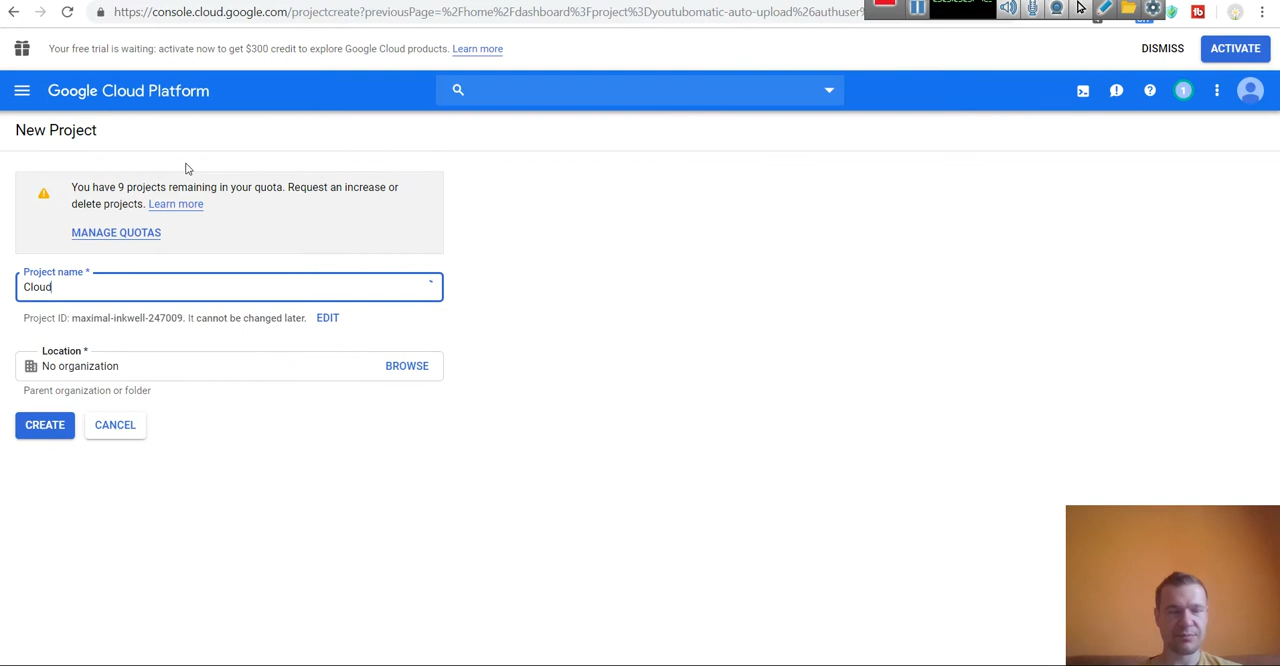 https://console.cloud.google.com/projectcreate?previousPage=%2Fhome%2Fdashboard%3Fproject%3Dyoutubomatic-auto-upload%26authuser%
Your free trial is waiting: activate now to get $300 credit to explore Google Cloud products. Learn more
DISMISS
ACTIVATE
Google Cloud Platform
1
New Project
You have 9 projects remaining in your quota. Request an increase or
delete projects. Learn more
MANAGE QUOTAS
Project name *
Cloud
Project ID: maximal-inkwell-247009. It cannot be changed later. EDIT
Location *
No organization
BROWSE
Parent organization or folder
CREATE
CANCEL